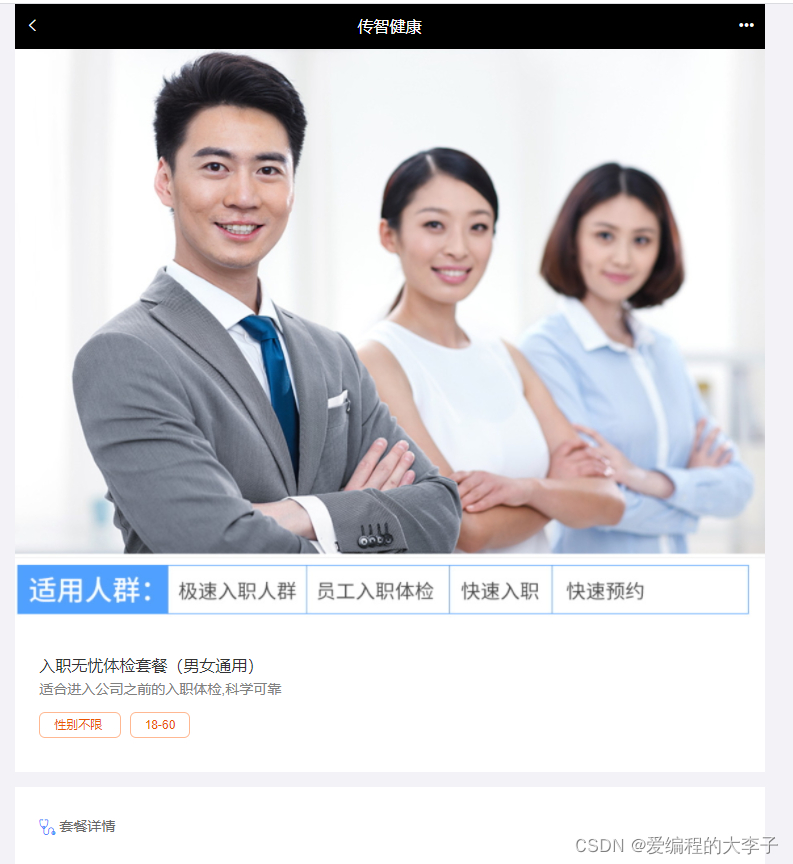 传智健康
适用人群：
极速入职人群
员工入职体检
快速入职
快速预约
入职无忧体检套餐（男女通用）
适合进入公司之前的入职体检,科学可靠
性别不限
18-60
套餐详情
CSDN @爱编程的大李子